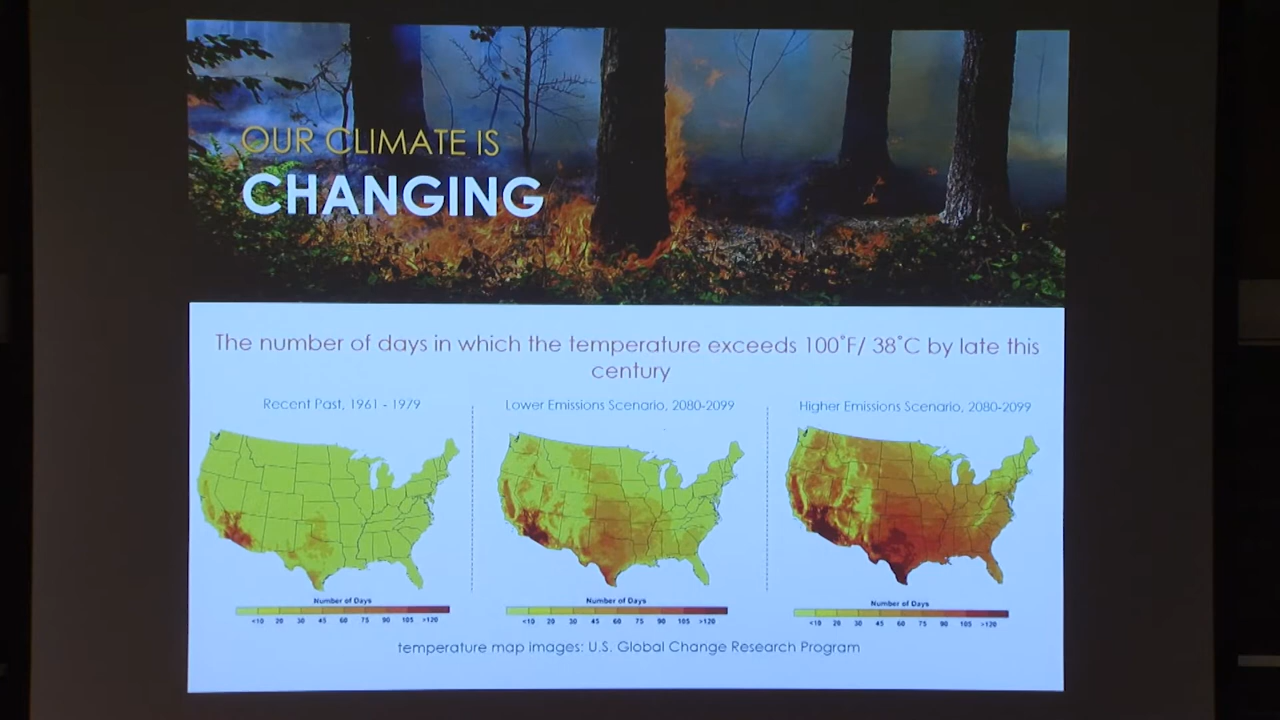 OUR CLIMATE IS
CHANGING
The number of days in which the temperature exceeds 100˚F/ 38˚C by late this
century
Recent Past, 1961 - 1979
Lower Emissions Scenario, 2080-2099
Higher Emissions Scenario, 2080-2099
Number of Days
<10 20 30 45 60 75 90 105 >120
Number of Days
<10 20 30 45 60 75 90 105 >120
Number of Days
<10 20 30 45 60 75 90 105 >120
temperature map images: U.S. Global Change Research Program